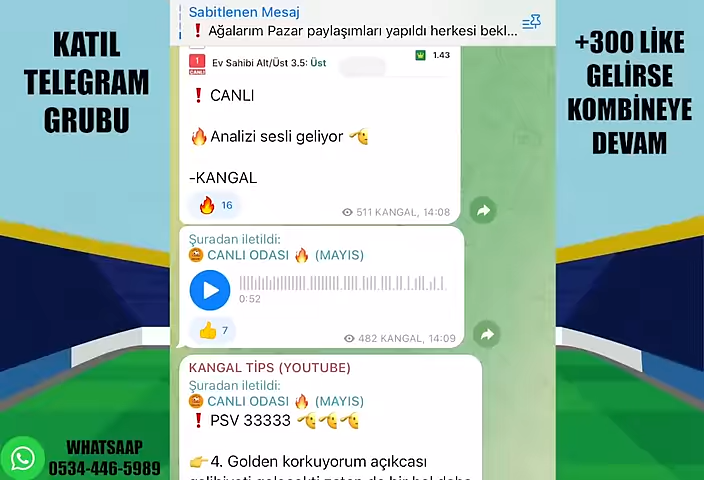 KATIL
TELEGRAM
GRUBU
Sabitlenen Mesaj
❗ Ağalarım Pazar paylaşımları yapıldı herkesi bekl...
+300 LİKE
GELİRSE
KOMBİNEYE
DEVAM
1
CANLI
Ev Sahibi Alt/Üst 3.5: Üst
1.43
❗ CANLI
🔥Analizi sesli geliyor 🤏
-KANGAL
🔥 16
511 KANGAL, 14:08
Şuradan iletildi:
CANLI ODASI 🔥 (MAYIS)
0:52
👍 7
482 KANGAL, 14:09
KANGAL TİPS (YOUTUBE)
Şuradan iletildi:
CANLI ODASI 🔥 (MAYIS)
❗ PSV 33333
👉4. Golden korkuyorum açıkcası
WHATSAAP
0534-446-5989